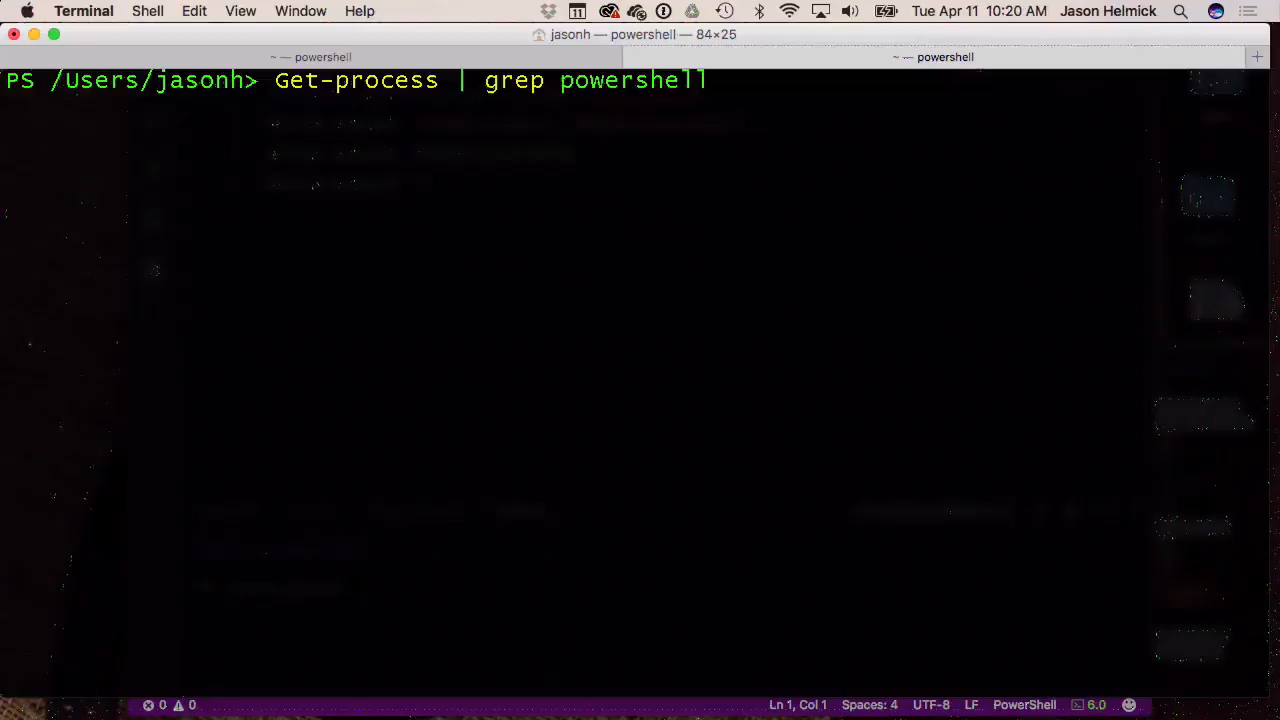 Terminal Shell Edit View Window Help 11 Tue Apr 11 10:20 AM Jason Helmick
jasonh — powershell — 84×25
~ — powershell ~ — powershell +
PS /Users/jasonh> Get-process | grep powershell
0 0 Ln 1, Col 1 Spaces: 4 UTF-8 LF PowerShell 6.0